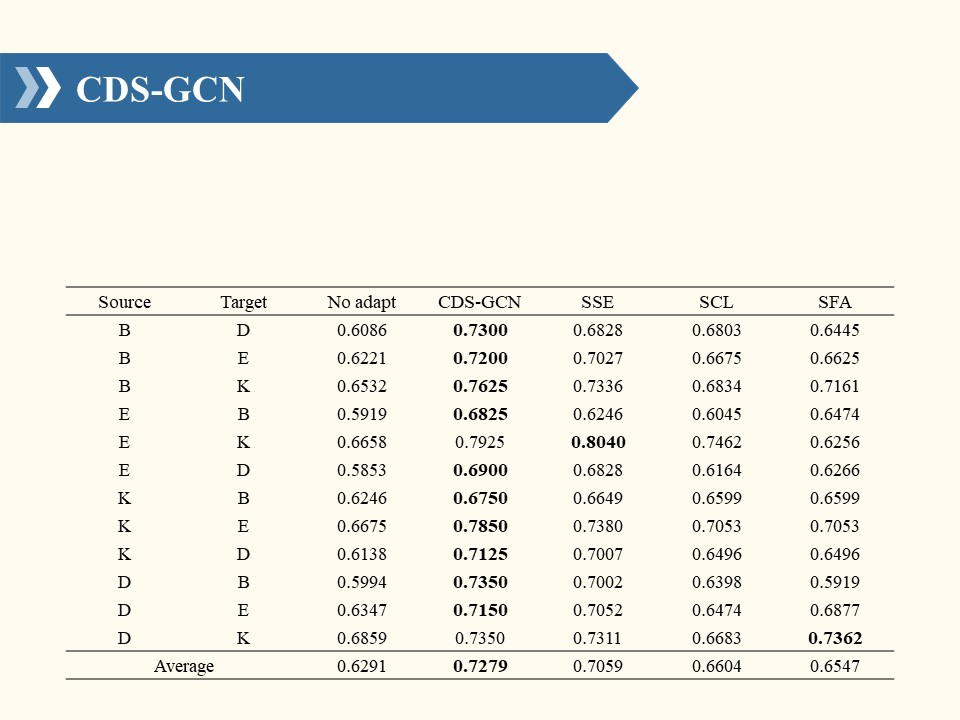 CDS-GCN
Source Target No adapt CDS-GCN SSE SCL SFA
B D 0.6086 0.7300 0.6828 0.6803 0.6445
B E 0.6221 0.7200 0.7027 0.6675 0.6625
B K 0.6532 0.7625 0.7336 0.6834 0.7161
E B 0.5919 0.6825 0.6246 0.6045 0.6474
E K 0.6658 0.7925 0.8040 0.7462 0.6256
E D 0.5853 0.6900 0.6828 0.6164 0.6266
K B 0.6246 0.6750 0.6649 0.6599 0.6599
K E 0.6675 0.7850 0.7380 0.7053 0.7053
K D 0.6138 0.7125 0.7007 0.6496 0.6496
D B 0.5994 0.7350 0.7002 0.6398 0.5919
D E 0.6347 0.7150 0.7052 0.6474 0.6877
D K 0.6859 0.7350 0.7311 0.6683 0.7362
Average 0.6291 0.7279 0.7059 0.6604 0.6547